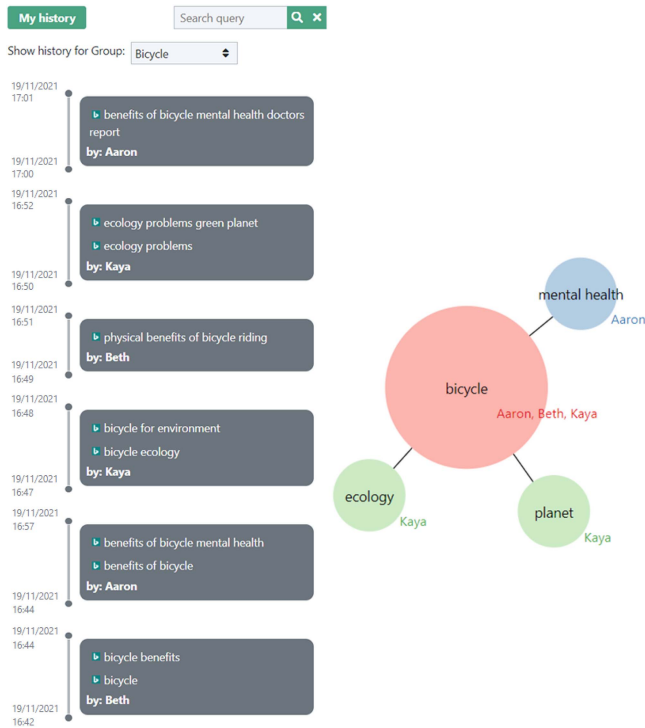 My history
Search query
Show history for Group: Bicycle
19/11/2021
17:01
benefits of bicycle mental health doctors
report
by: Aaron
19/11/2021
17:00
19/11/2021
16:52
ecology problems green planet
ecology problems
by: Kaya
19/11/2021
16:50
19/11/2021
16:51
physical benefits of bicycle riding
by: Beth
19/11/2021
16:49
19/11/2021
16:48
bicycle for environment
bicycle ecology
by: Kaya
19/11/2021
16:47
19/11/2021
16:57
benefits of bicycle mental health
benefits of bicycle
by: Aaron
19/11/2021
16:44
19/11/2021
16:44
bicycle benefits
bicycle
by: Beth
19/11/2021
16:42
mental health
Aaron
bicycle
Aaron, Beth, Kaya
ecology
Kaya
planet
Kaya